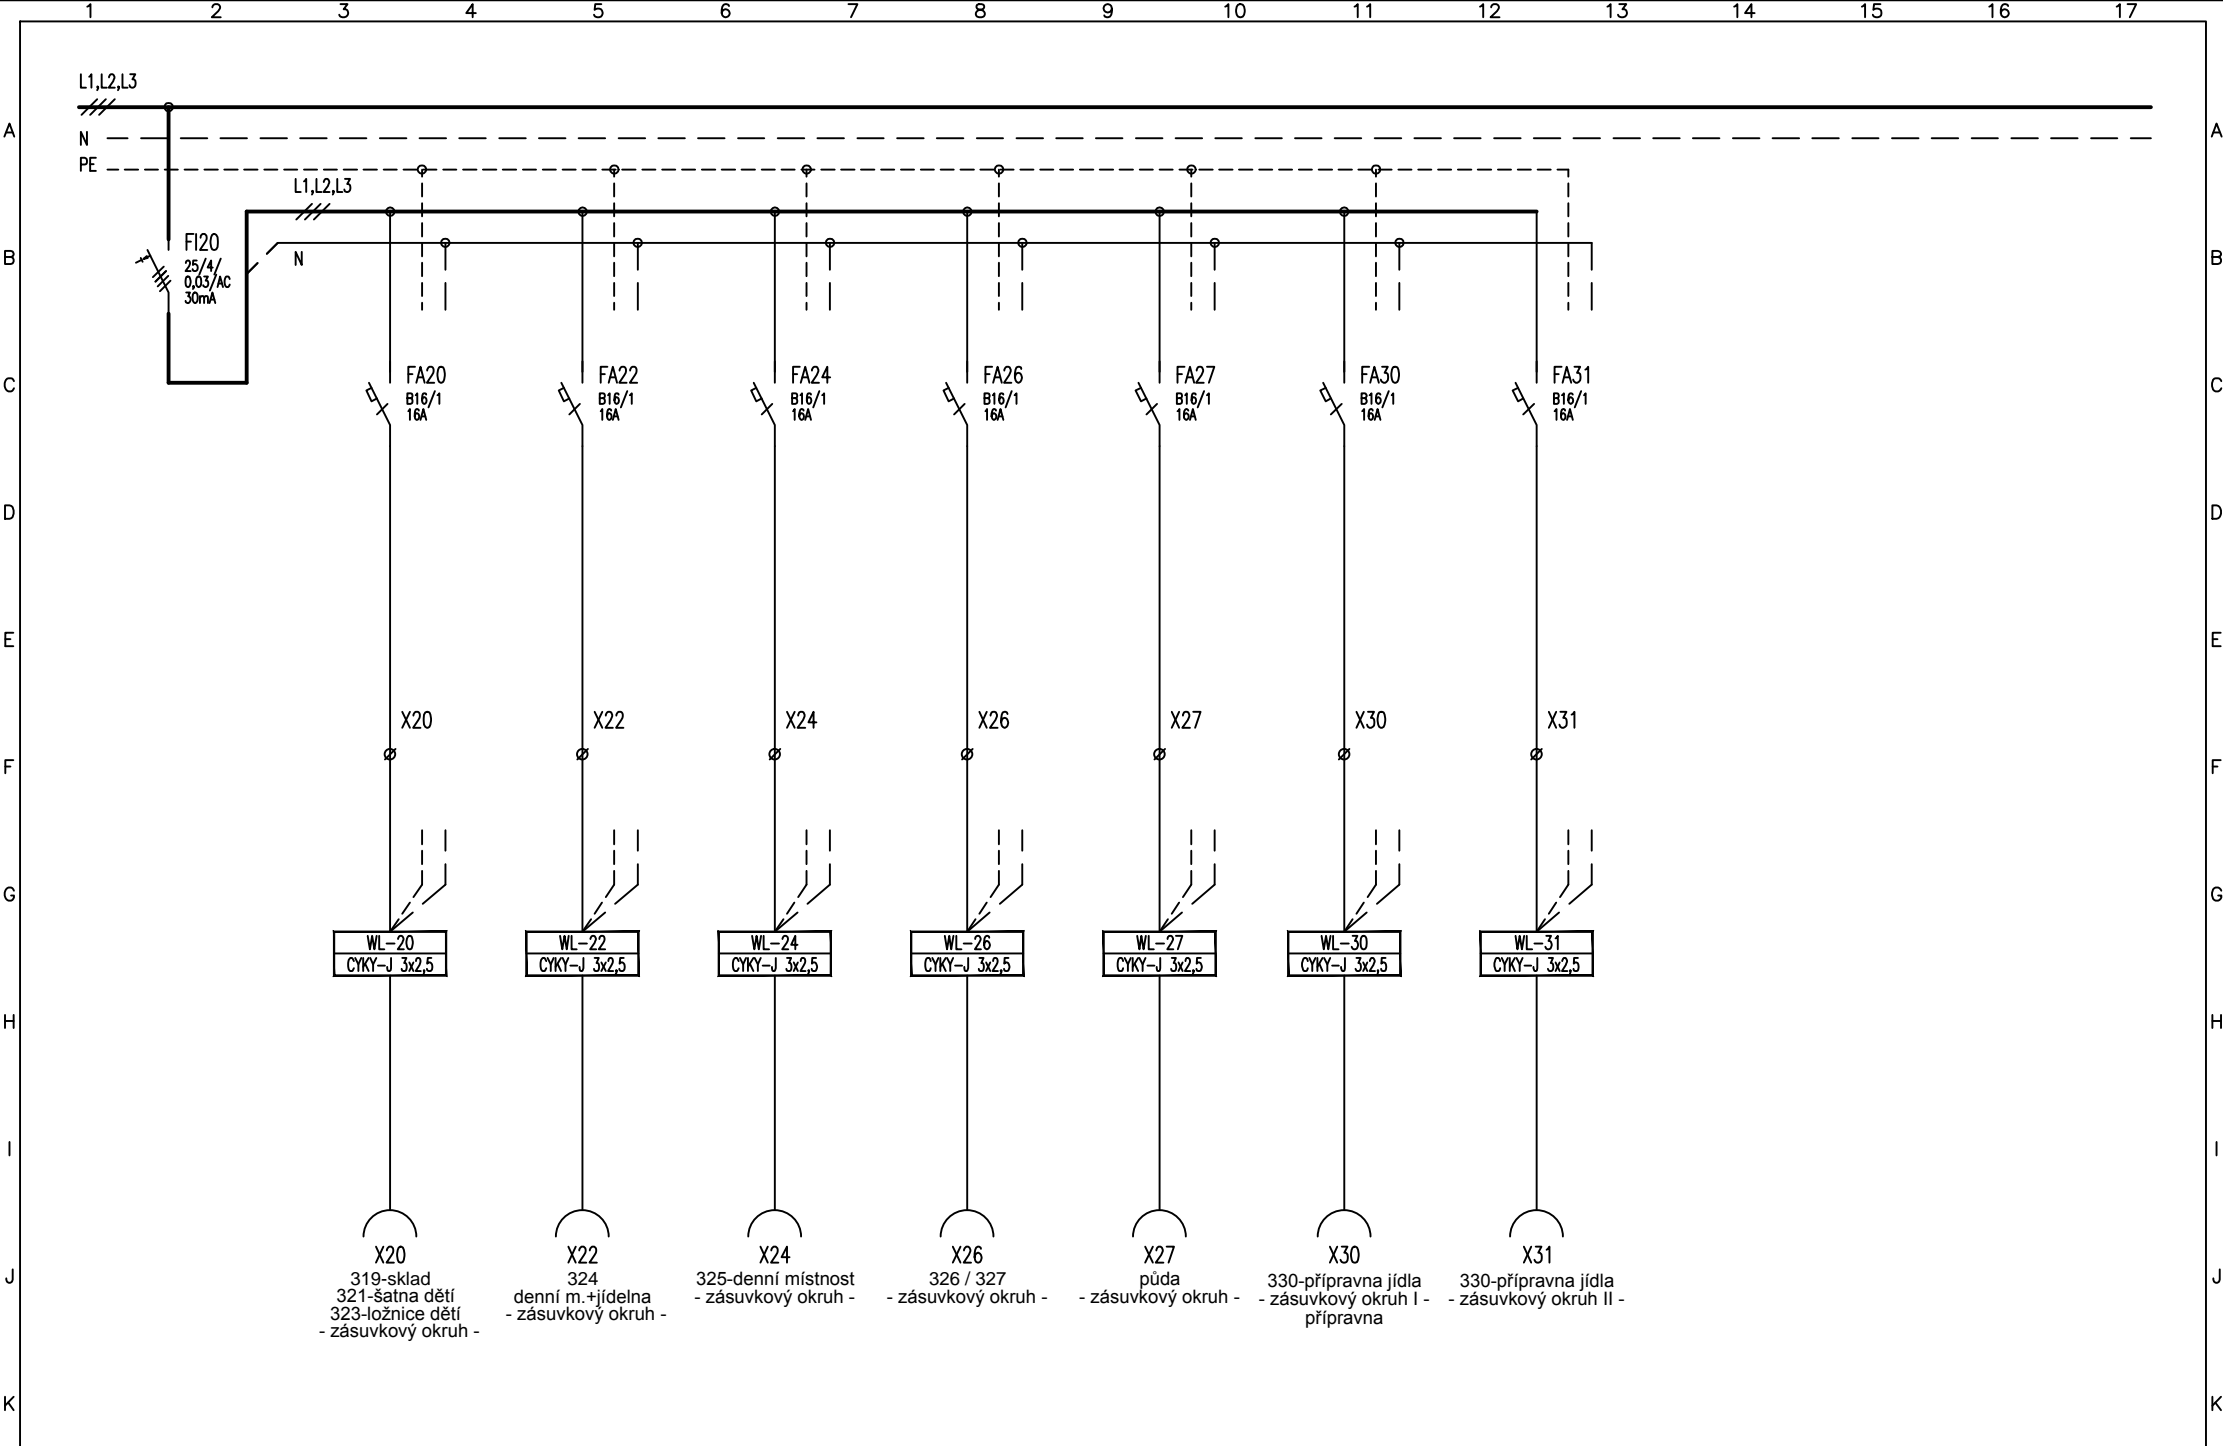 1 2 3 4 5 6 7 8 9 10 11 12 13 14 15 16 17
L1,L2,L3
A A
N
PE
L1,L2,L3
FI20
B B
N
25/4/
0,03/AC
30mA
C C
FA20 FA22 FA24 FA26 FA27 FA30 FA31
B16/1 B16/1 B16/1 B16/1 B16/1 B16/1 B16/1
16A 16A 16A 16A 16A 16A 16A
D D
E E
X20 X22 X24 X26 X27 X30 X31
F F
G G
WL-20 WL-22 WL-24 WL-26 WL-27 WL-30 WL-31
CYKY-J 3x2,5 CYKY-J 3x2,5 CYKY-J 3x2,5 CYKY-J 3x2,5 CYKY-J 3x2,5 CYKY-J 3x2,5 CYKY-J 3x2,5
H H
I I
J J
X20
319-sklad
321-šatna dětí
323-ložnice dětí
- zásuvkový okruh -
X22
324
denní m.+jídelna
- zásuvkový okruh -
X24
325-denní místnost
- zásuvkový okruh -
X26
326 / 327
- zásuvkový okruh -
X27
půda
- zásuvkový okruh -
X30
330-přípravna jídla
- zásuvkový okruh I -
přípravna
X31
330-přípravna jídla
- zásuvkový okruh II -
K K